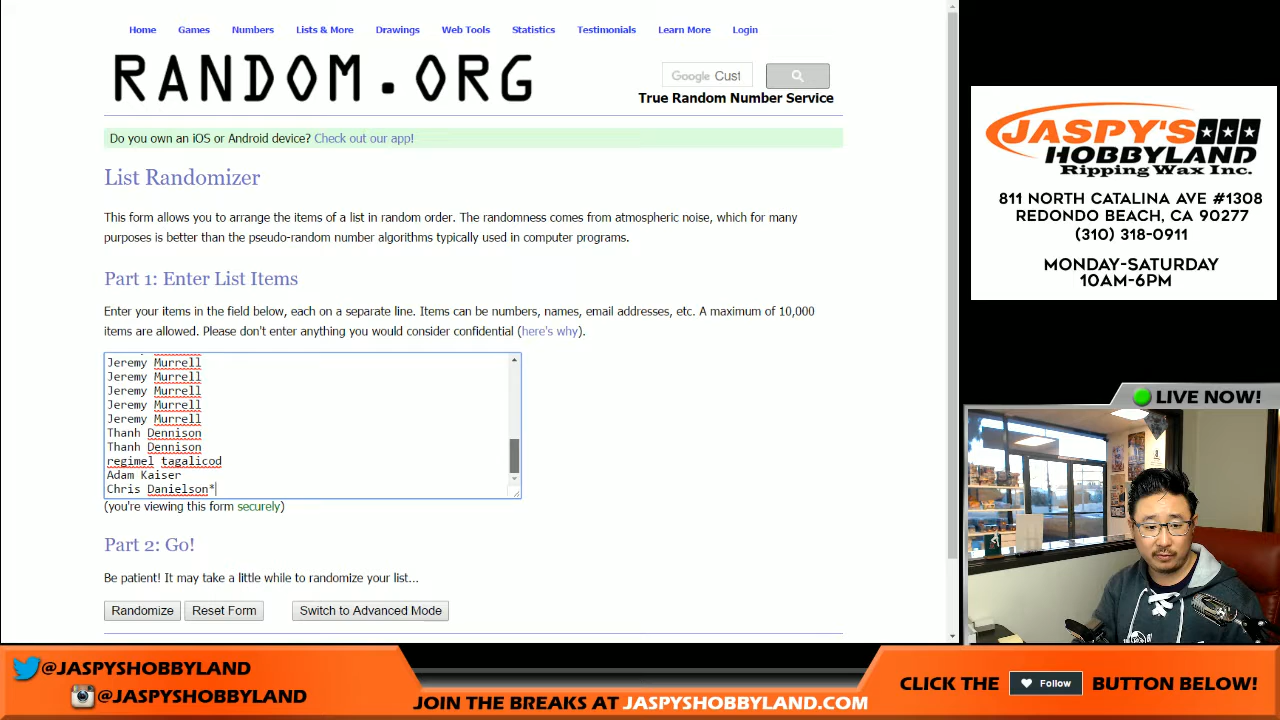 Home Games Numbers Lists & More Drawings Web Tools Statistics Testimonials Learn More Login
RANDOM.ORG
Google Cust
True Random Number Service
Do you own an iOS or Android device? Check out our app!
List Randomizer
This form allows you to arrange the items of a list in random order. The randomness comes from atmospheric noise, which for many
purposes is better than the pseudo-random number algorithms typically used in computer programs.
Part 1: Enter List Items
Enter your items in the field below, each on a separate line. Items can be numbers, names, email addresses, etc. A maximum of 10,000
items are allowed. Please don't enter anything you would consider confidential (here's why).
Jeremy Murrell
Jeremy Murrell
Jeremy Murrell
Jeremy Murrell
Jeremy Murrell
Thanh Dennison
Thanh Dennison
regimel tagalicod
Adam Kaiser
Chris Danielson*
(you're viewing this form securely)
Part 2: Go!
Be patient! It may take a little while to randomize your list...
Randomize Reset Form Switch to Advanced Mode
JASPY'S
HOBBYLAND
Ripping Wax Inc.
811 NORTH CATALINA AVE #1308
REDONDO BEACH, CA 90277
(310) 318-0911
MONDAY-SATURDAY
10AM-6PM
LIVE NOW!
@JASPYSHOBBYLAND
@JASPYSHOBBYLAND
JOIN THE BREAKS AT JASPYSHOBBYLAND.COM
CLICK THE Follow BUTTON BELOW!